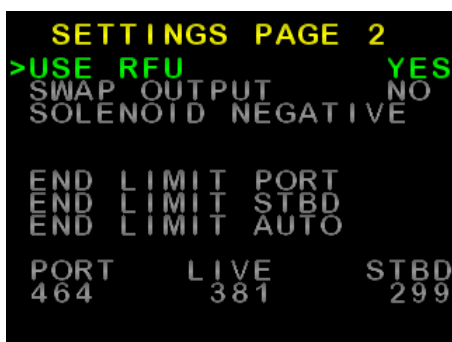 SETTINGS PAGE 2
>USE RFU YES
SWAP OUTPUT NO
SOLENOID NEGATIVE
END LIMIT PORT
END LIMIT STBD
END LIMIT AUTO
PORT LIVE STBD
464 381 299